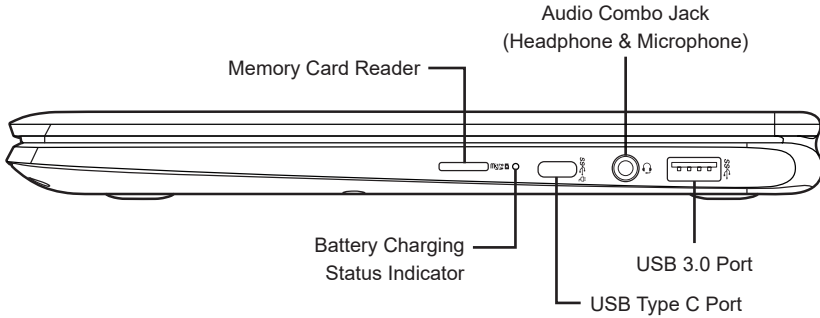 Audio Combo Jack
(Headphone & Microphone)
Memory Card Reader
Battery Charging
Status Indicator
USB 3.0 Port
USB Type C Port